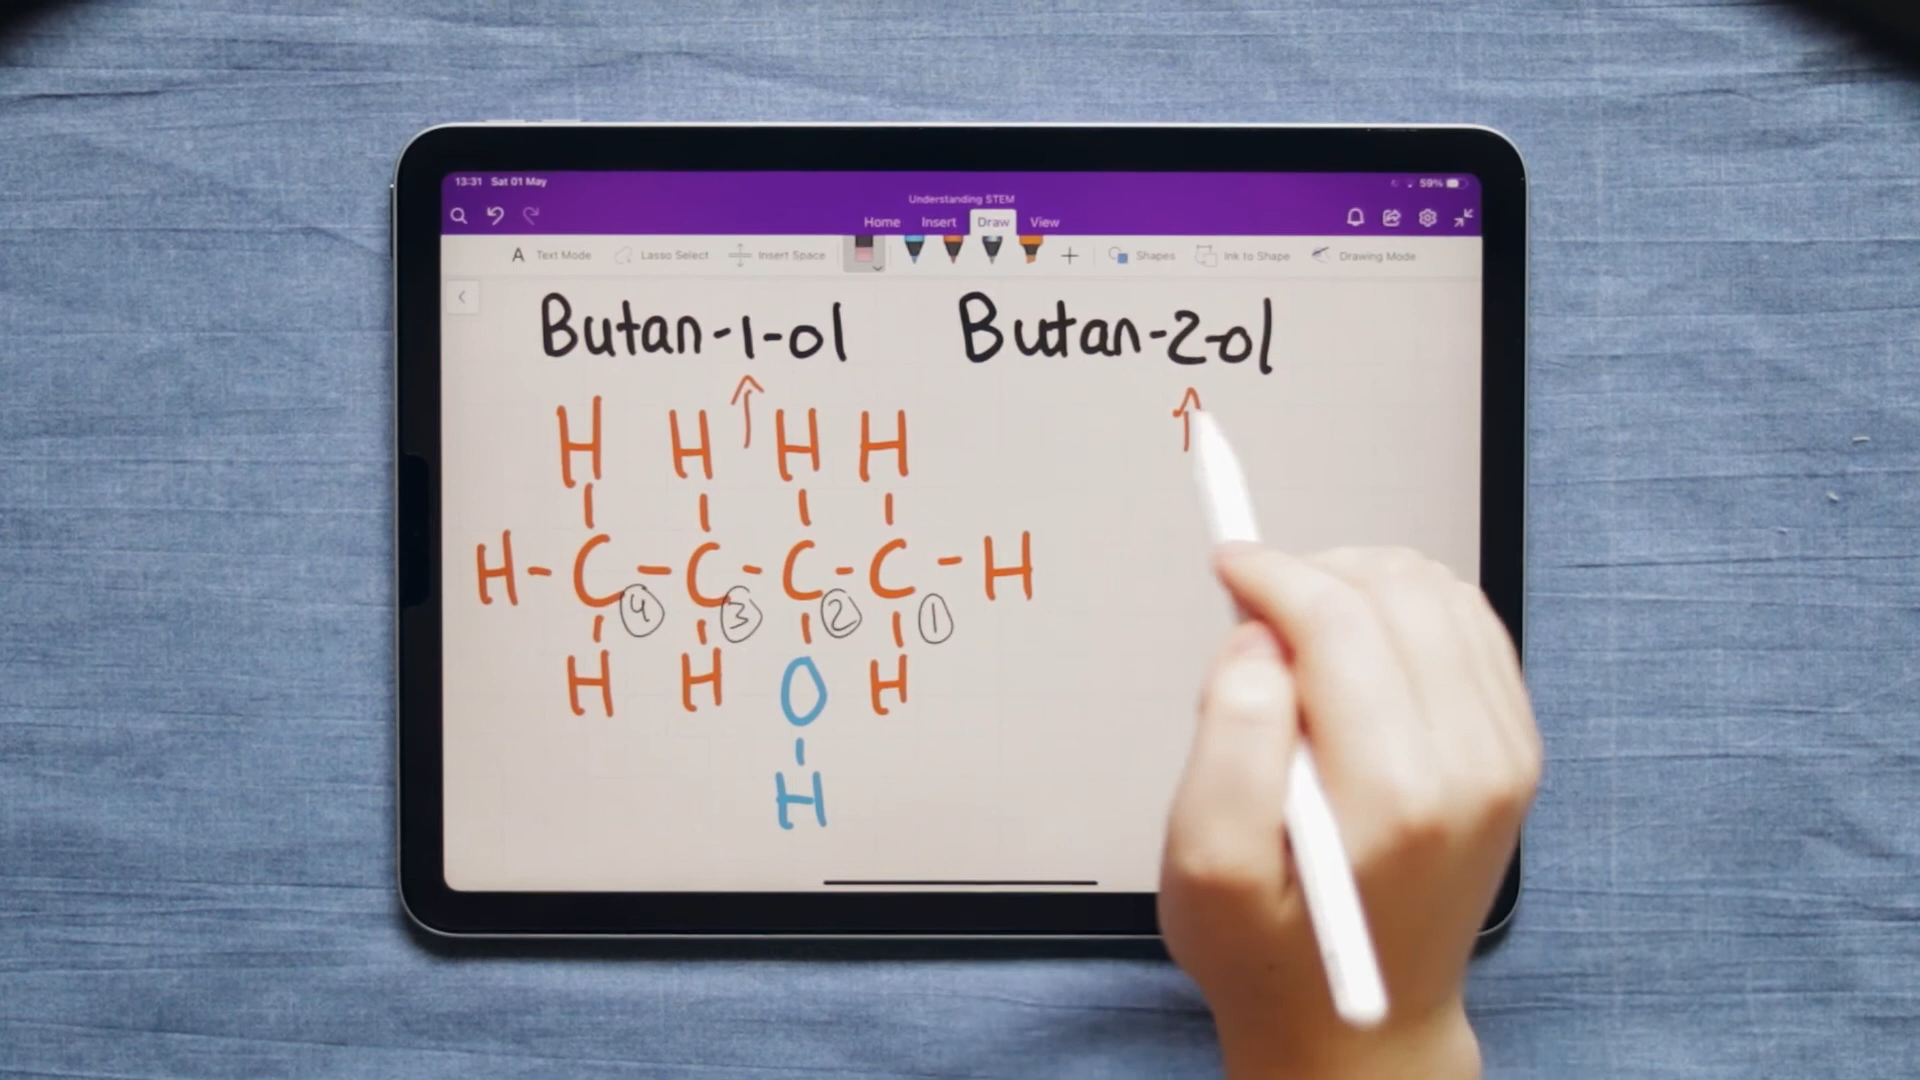 13:31 Sat 01 May
59%
Understanding STEM
Home Insert Draw View
A Text Mode Lasso Select Insert Space Shapes Ink to Shape Drawing Mode
Butan-1-ol Butan-2-ol
H H H H
H-C-C-C-C-H
4 3 2 1
H H O H
H